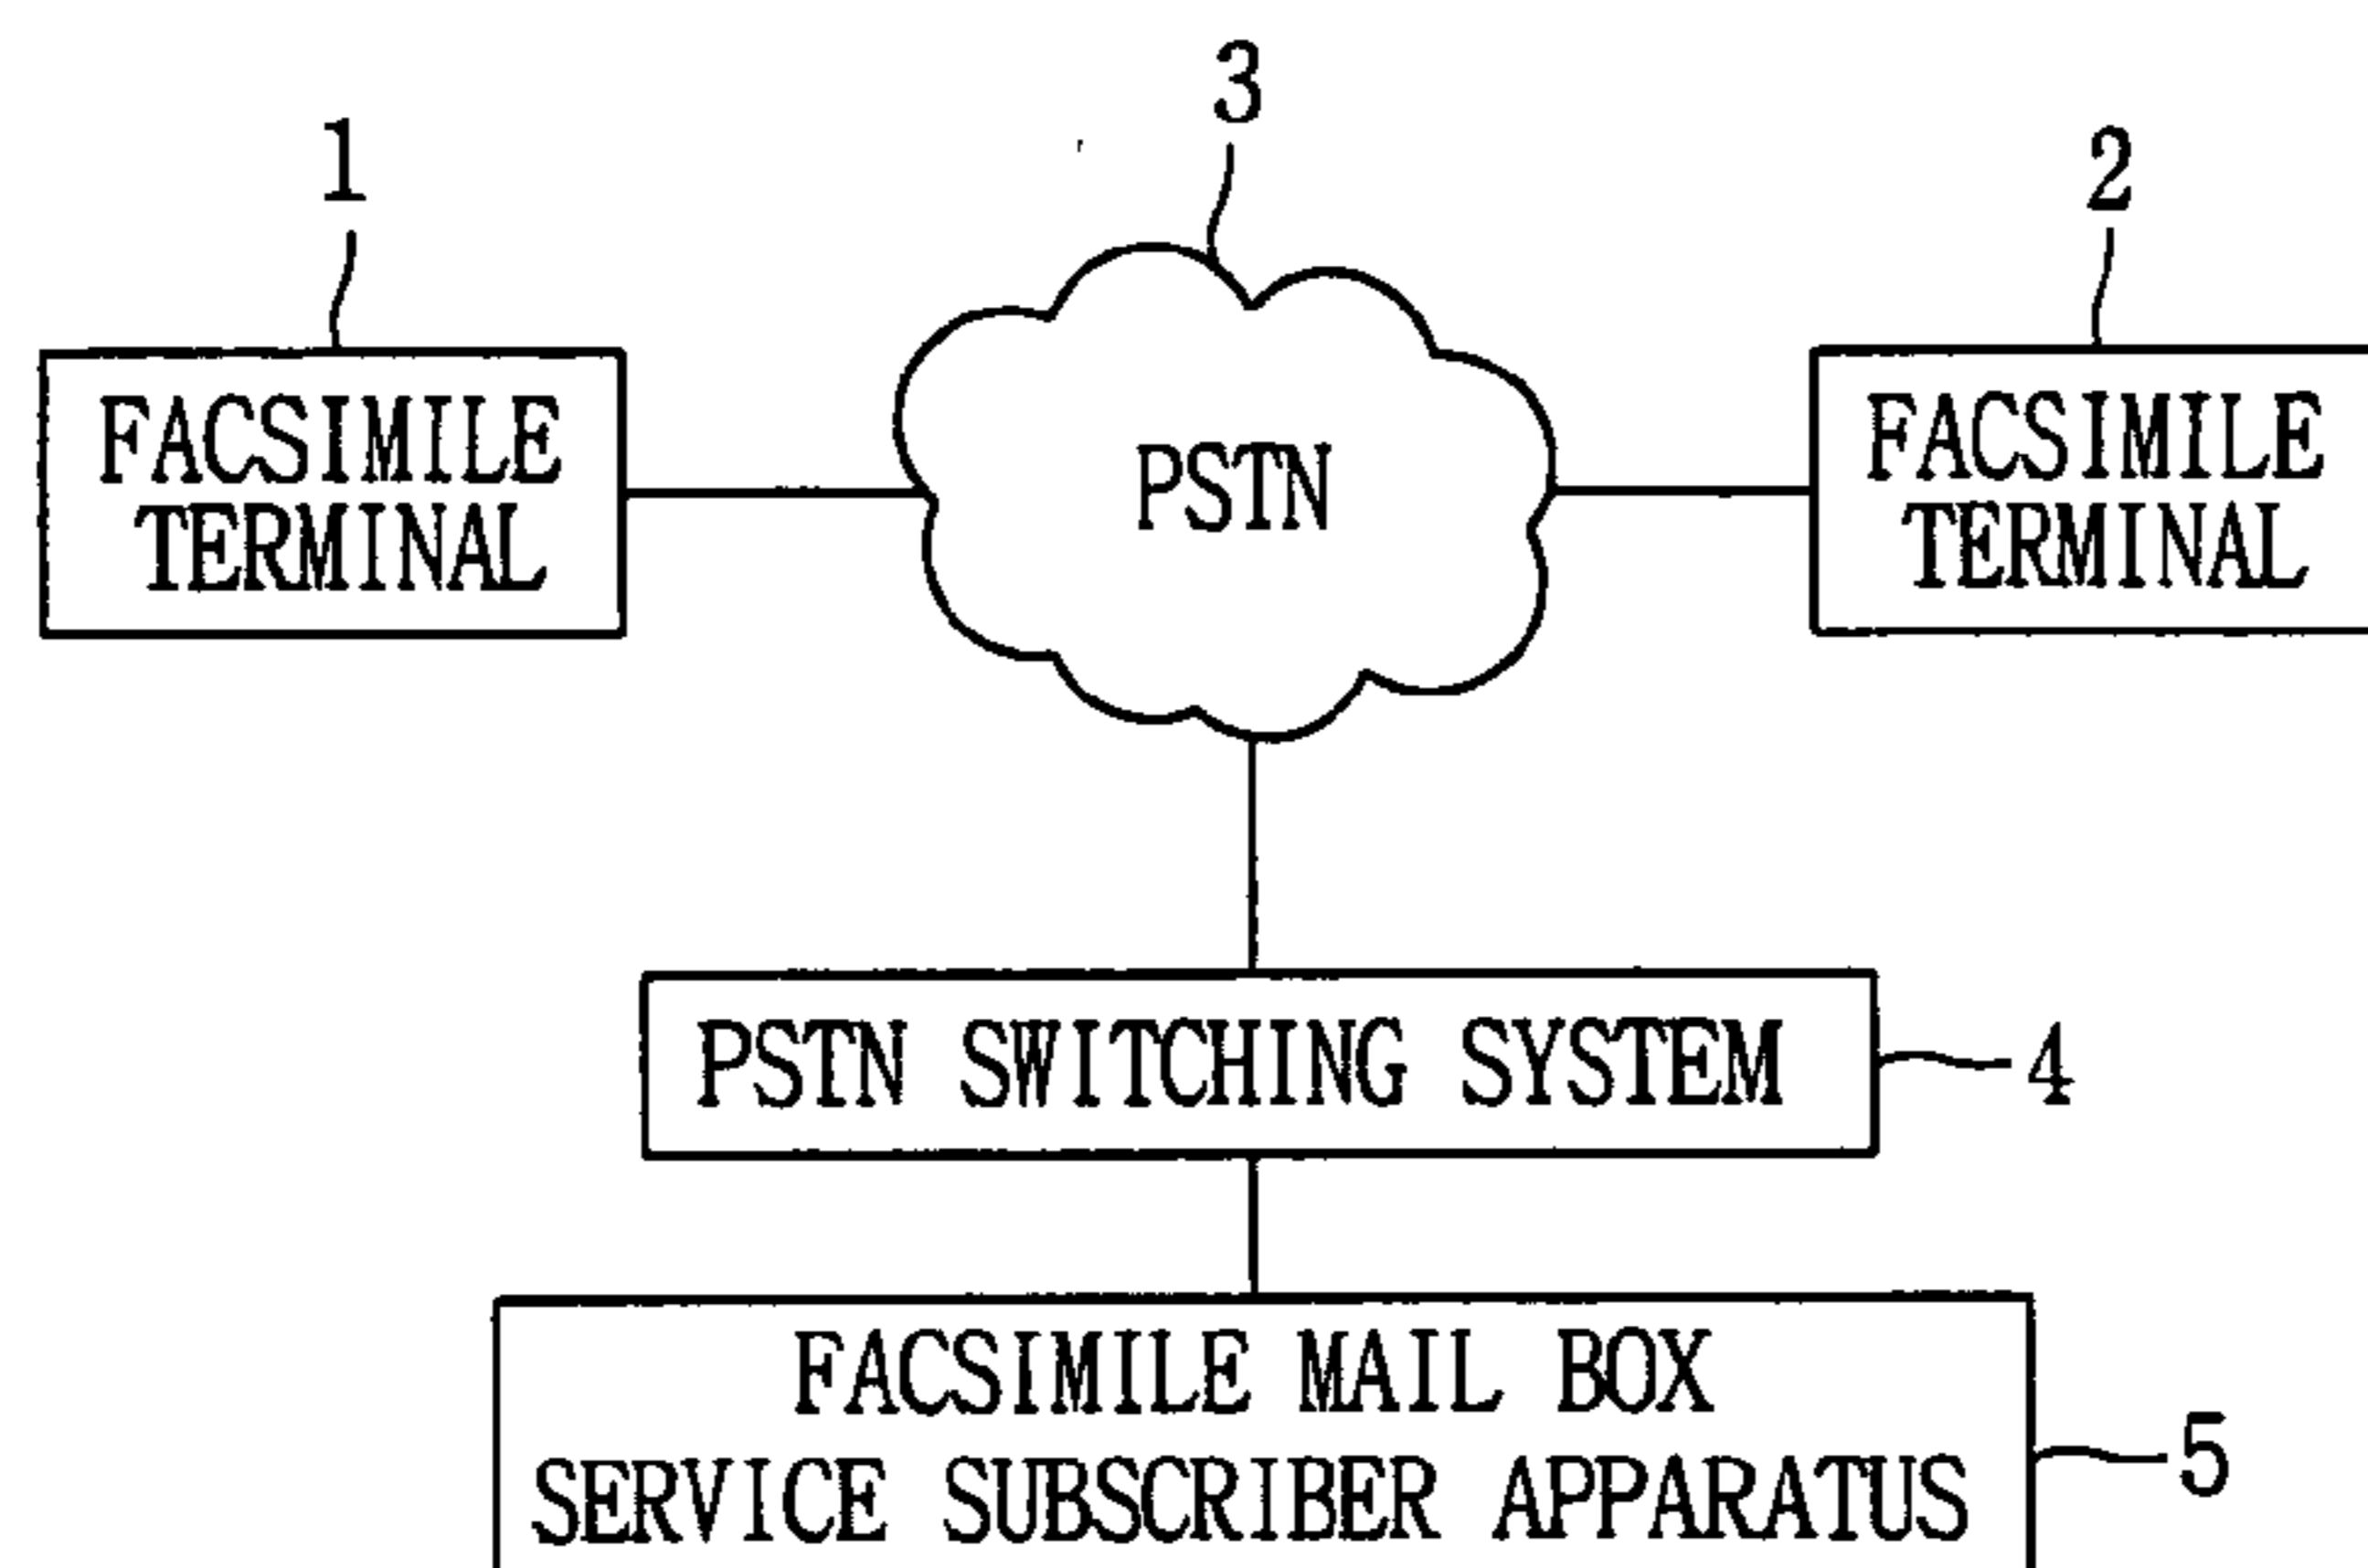 3
1
2
FACSIMILE
TERMINAL
PSTN
FACSIMILE
TERMINAL
PSTN SWITCHING SYSTEM
4
FACSIMILE MAIL BOX
SERVICE SUBSCRIBER APPARATUS
5